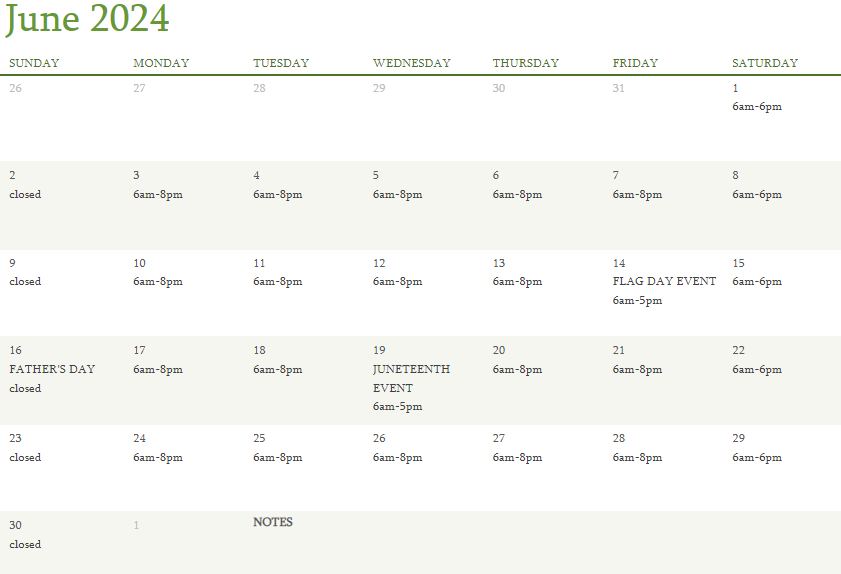 June 2024
SUNDAY MONDAY TUESDAY WEDNESDAY THURSDAY FRIDAY SATURDAY
26 27 28 29 30 31 1
6am-6pm
2 3 4 5 6 7 8
closed 6am-8pm 6am-8pm 6am-8pm 6am-8pm 6am-8pm 6am-6pm
9 10 11 12 13 14 15
closed 6am-8pm 6am-8pm 6am-8pm 6am-8pm FLAG DAY EVENT 6am-6pm
6am-5pm
16 17 18 19 20 21 22
FATHER'S DAY 6am-8pm 6am-8pm JUNETEENTH 6am-8pm 6am-8pm 6am-6pm
closed EVENT
6am-5pm
23 24 25 26 27 28 29
closed 6am-8pm 6am-8pm 6am-8pm 6am-8pm 6am-8pm 6am-6pm
30 1 NOTES
closed